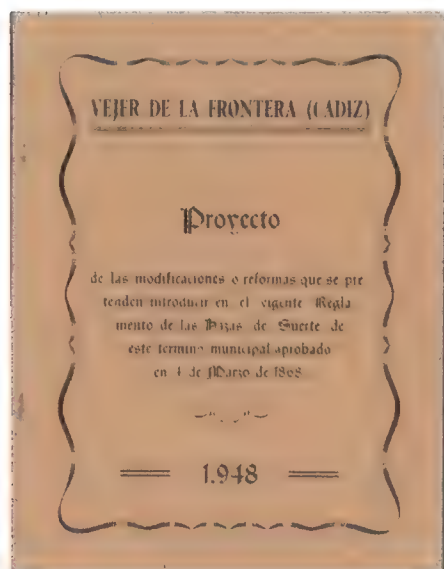 VEJER DE LA FRONTERA (CADIZ)
Proyecto
de las modificaciones o reformas que se pre
tenden introducir en el vigente Regla
mento de las Hazas de Suerte de
este termino municipal aprobado
en 4 de Marzo de 1868
1.948